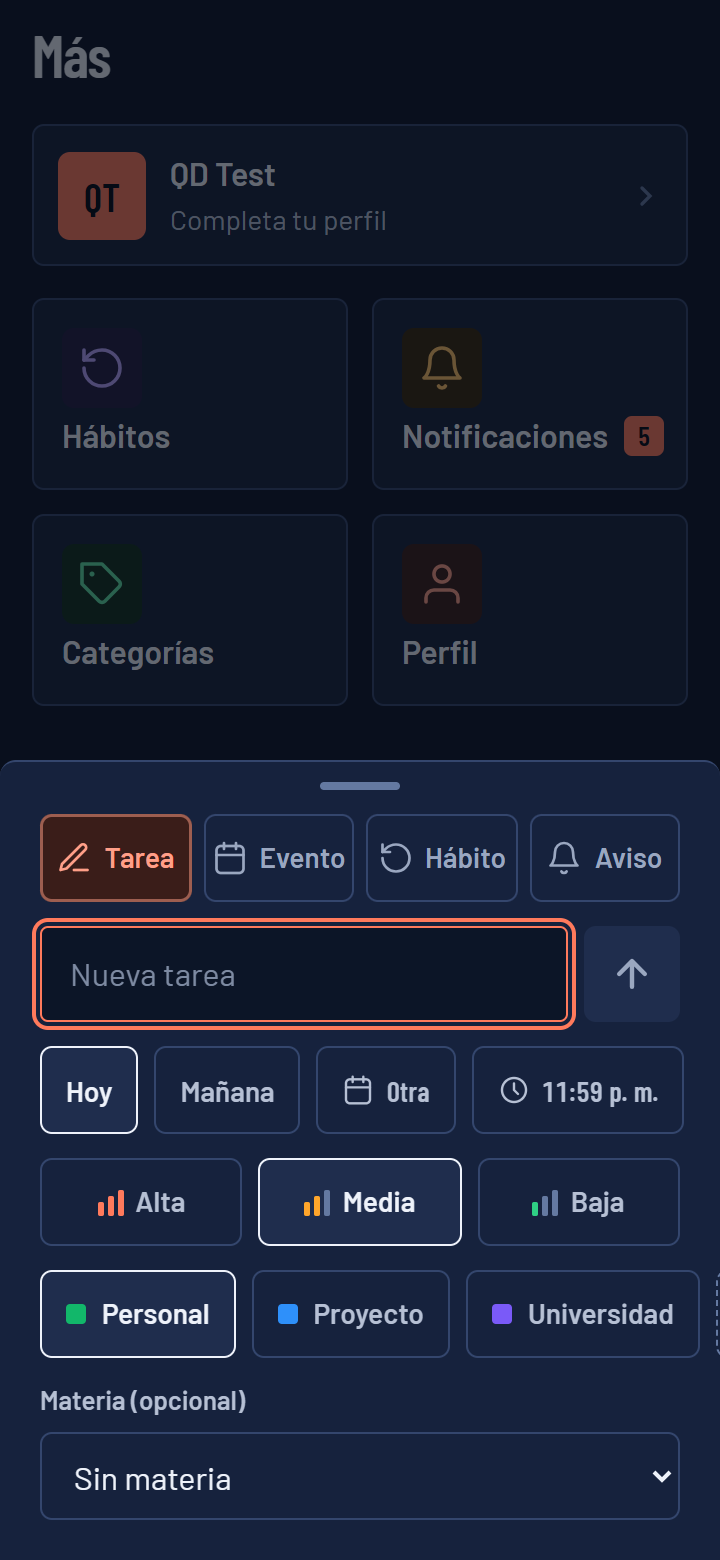 Más
QT
QD Test
Completa tu perfil
Hábitos
Notificaciones 5
Categorías
Perfil
Tarea Evento Hábito Aviso
Nueva tarea
Hoy Mañana Otra 11:59 p. m.
Alta Media Baja
Personal Proyecto Universidad
Materia (opcional)
Sin materia